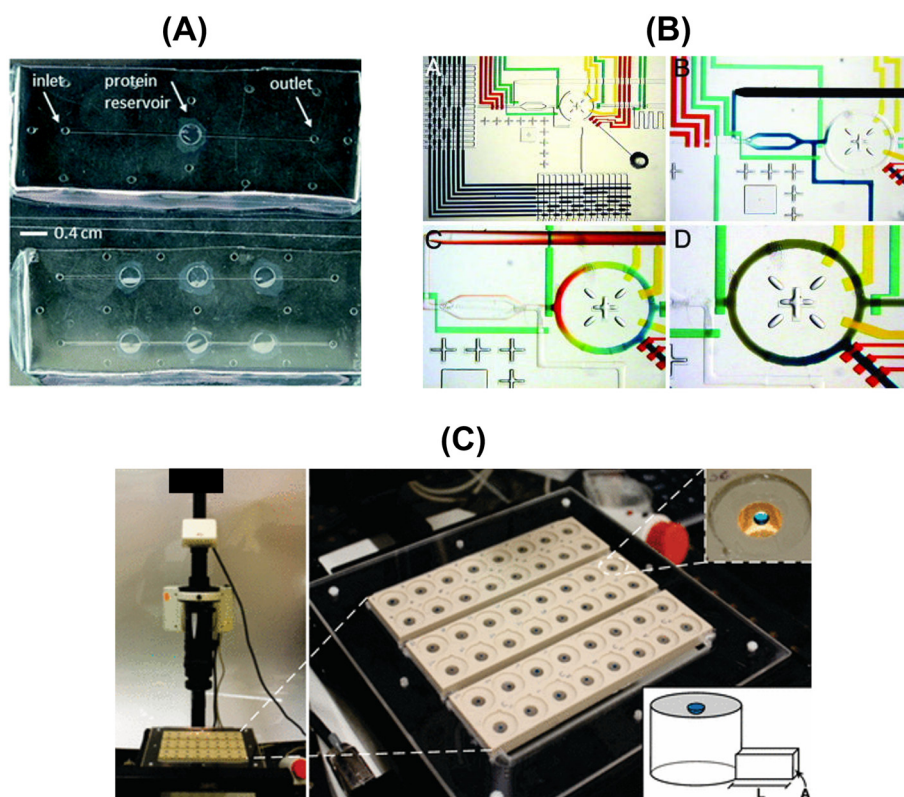 (A)
(B)
inlet
protein
reservoir
outlet
0.4 cm
A
B
C
D
(C)
L
A